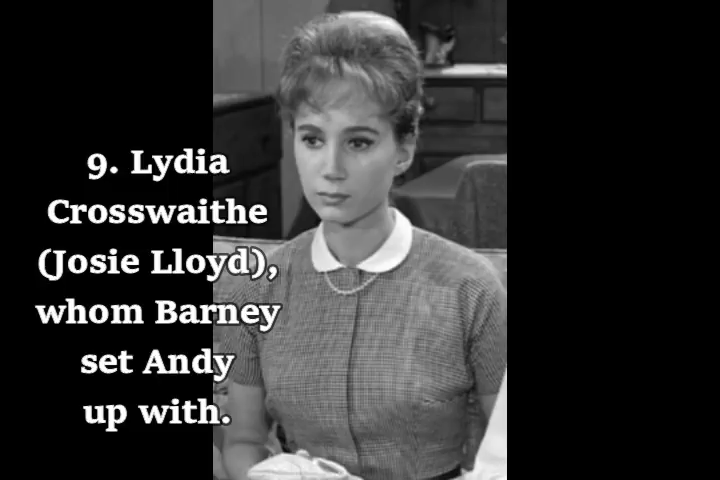 9. Lydia
Crosswaithe
(Josie Lloyd),
whom Barney
set Andy
up with.